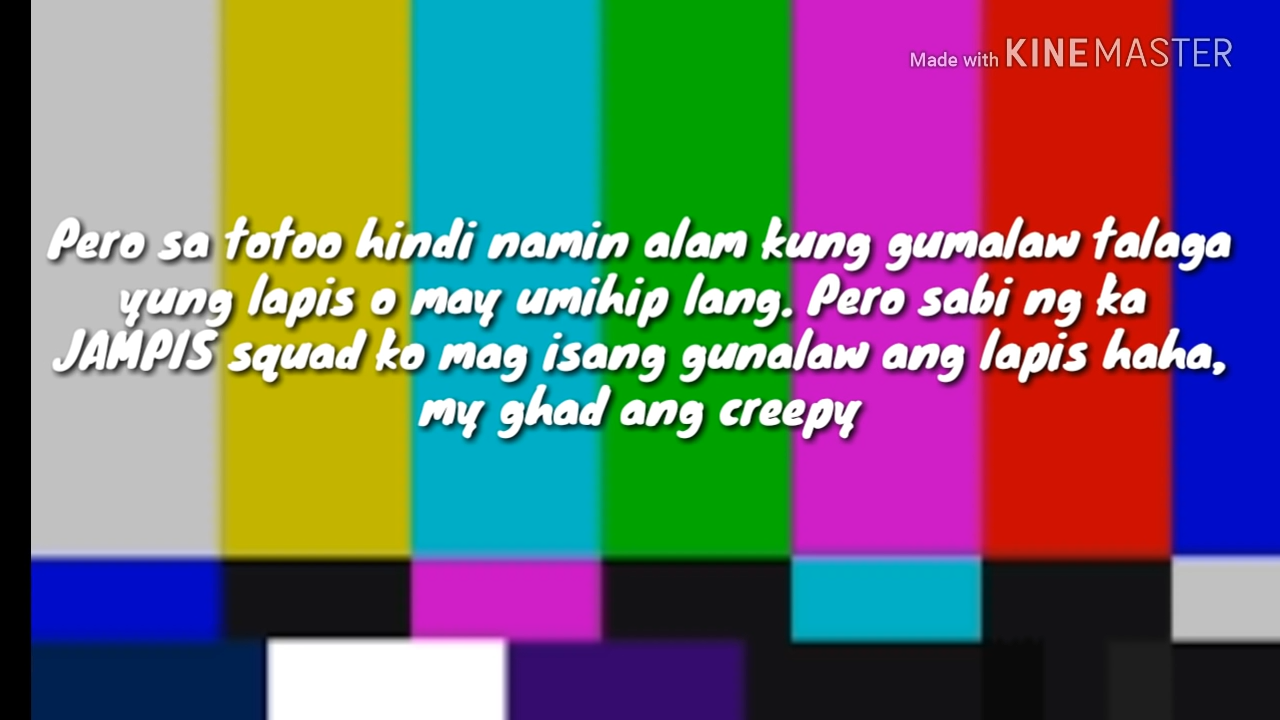 Made with KINEMASTER
Pero sa totoo hindi namin alam kung gumalaw talaga
yung lapis o may umihip lang. Pero sabi ng ka
JAMPIS squad ko mag isang gunalaw ang lapis haha,
my ghad ang creepy